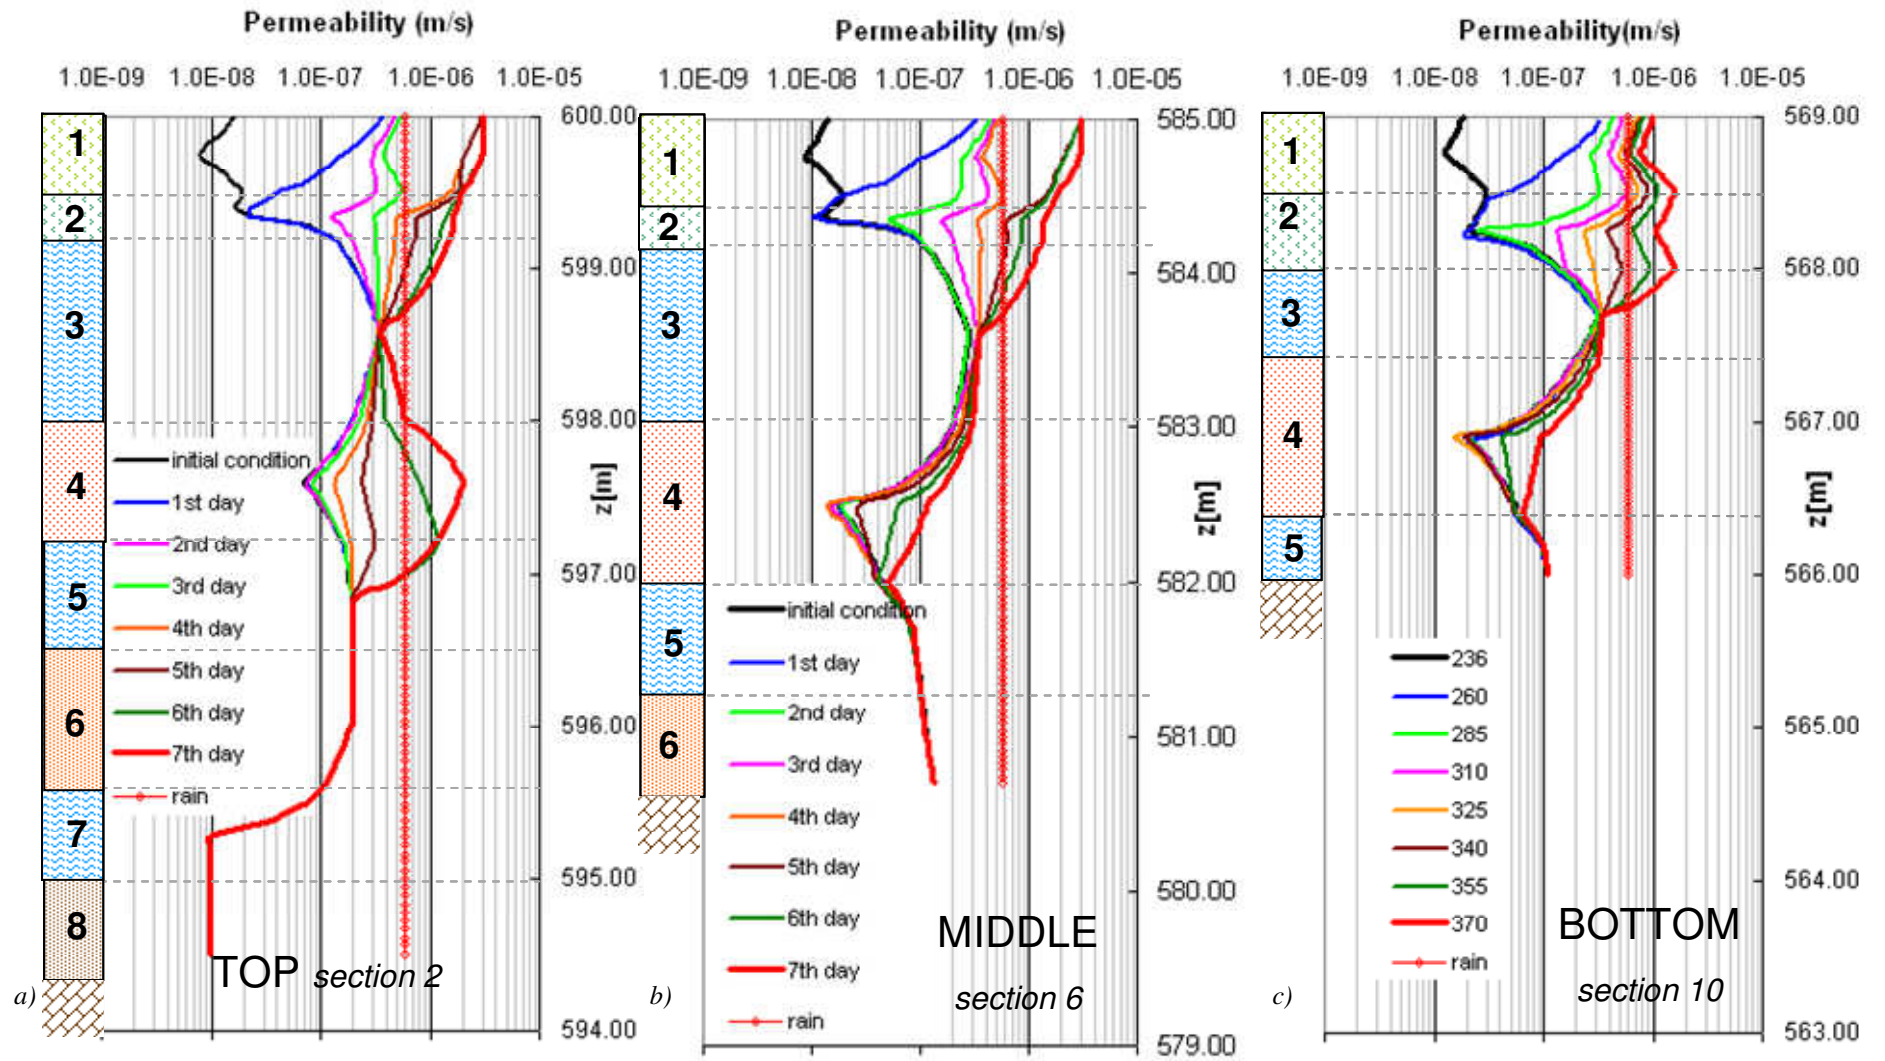 Permeability (m/s)
1.0E-09 1.0E-08 1.0E-07 1.0E-06 1.0E-05
1
2
3
4
5
6
7
8
600.00
599.00
598.00
597.00
596.00
595.00
594.00
z[m]
initial condition
1st day
2nd day
3rd day
4th day
5th day
6th day
7th day
rain
TOP section 2
a)
Permeability (m/s)
1.0E-09 1.0E-08 1.0E-07 1.0E-06 1.0E-05
1
2
3
4
5
6
585.00
584.00
583.00
582.00
581.00
580.00
579.00
z[m]
initial condition
1st day
2nd day
3rd day
4th day
5th day
6th day
7th day
rain
MIDDLE
section 6
b)
Permeability(m/s)
1.0E-09 1.0E-08 1.0E-07 1.0E-06 1.0E-05
1
2
3
4
5
569.00
568.00
567.00
566.00
565.00
564.00
563.00
z[m]
236
260
285
310
325
340
355
370
rain
BOTTOM
section 10
c)